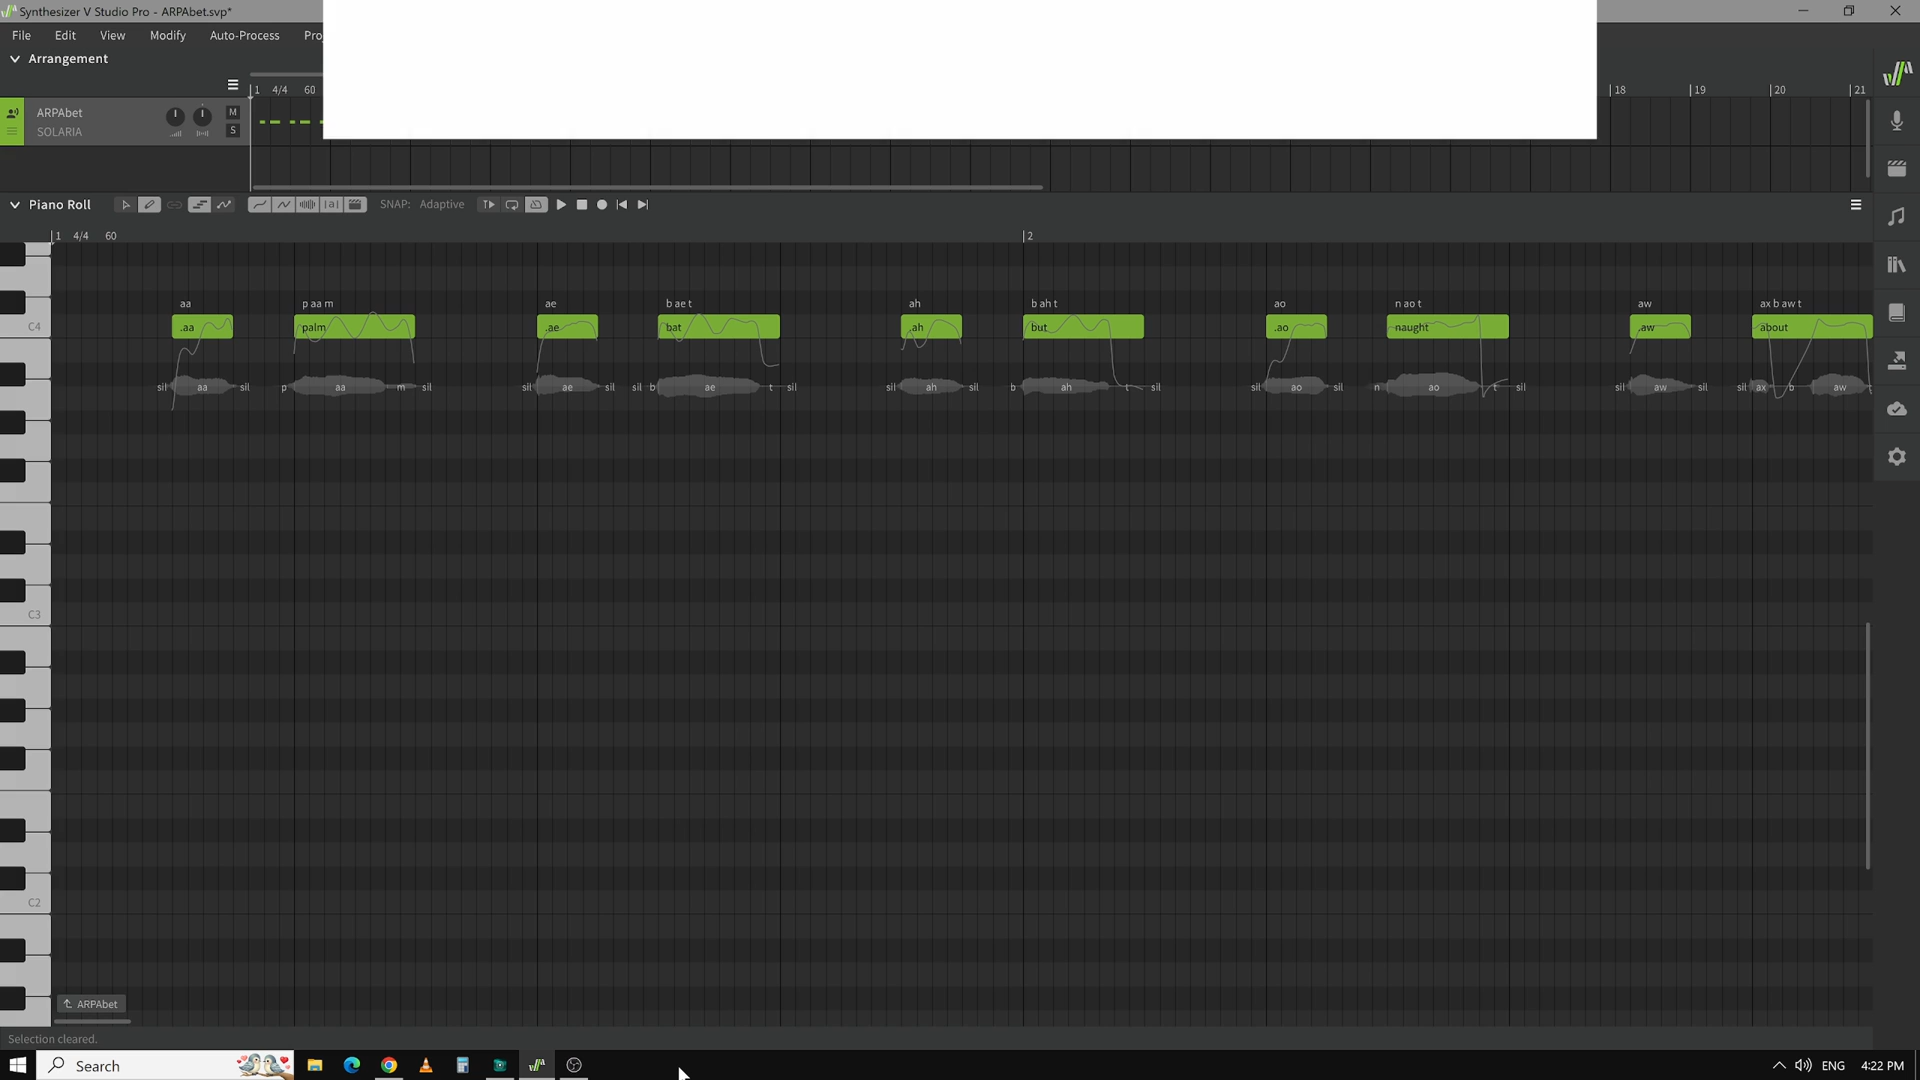 Synthesizer V Studio Pro - ARPAbet.svp*
File Edit View Modify Auto-Process
Arrangement
1 4/4 60 18 19 20 21
ARPAbet M
SOLARIA S
Piano Roll SNAP: Adaptive
1 4/4 60 2
aa p aa m ae b ae t ah b ah t ao n ao t aw ax b aw t
C4 .aa palm .ae bat .ah but .ao naught .aw about
sil aa sil p aa m sil sil ae sil sil b ae t sil sil ah sil b ah t sil sil ao sil n ao t sil sil aw sil sil ax b aw
C3
C2
ARPAbet
Selection cleared.
Search ENG 4:22 PM